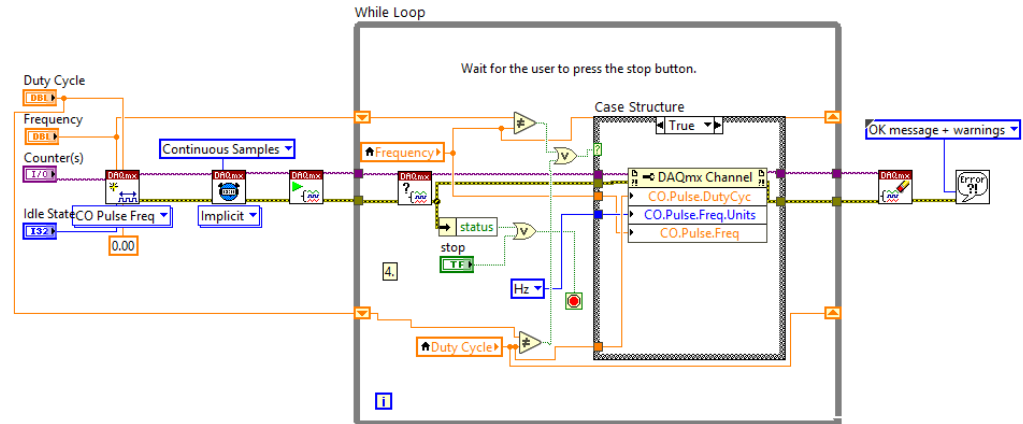 While Loop
Wait for the user to press the stop button.
Duty Cycle
DBL
Frequency
DBL
Counter(s)
I/O
Idle State
I32
CO Pulse Freq
0.00
Continuous Samples
Implicit
DAQmx
DAQmx
DAQmx
DAQmx
?
Frequency
≠
V
status
V
stop
TF
4.
Hz
Duty Cycle
≠
i
Case Structure
True
?
DAQmx Channel
CO.Pulse.DutyCyc
CO.Pulse.Freq.Units
CO.Pulse.Freq
OK message + warnings
DAQmx
Error
?!